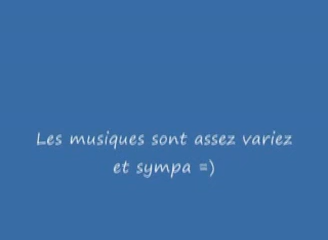 Les musiques sont assez variez
et sympa =)